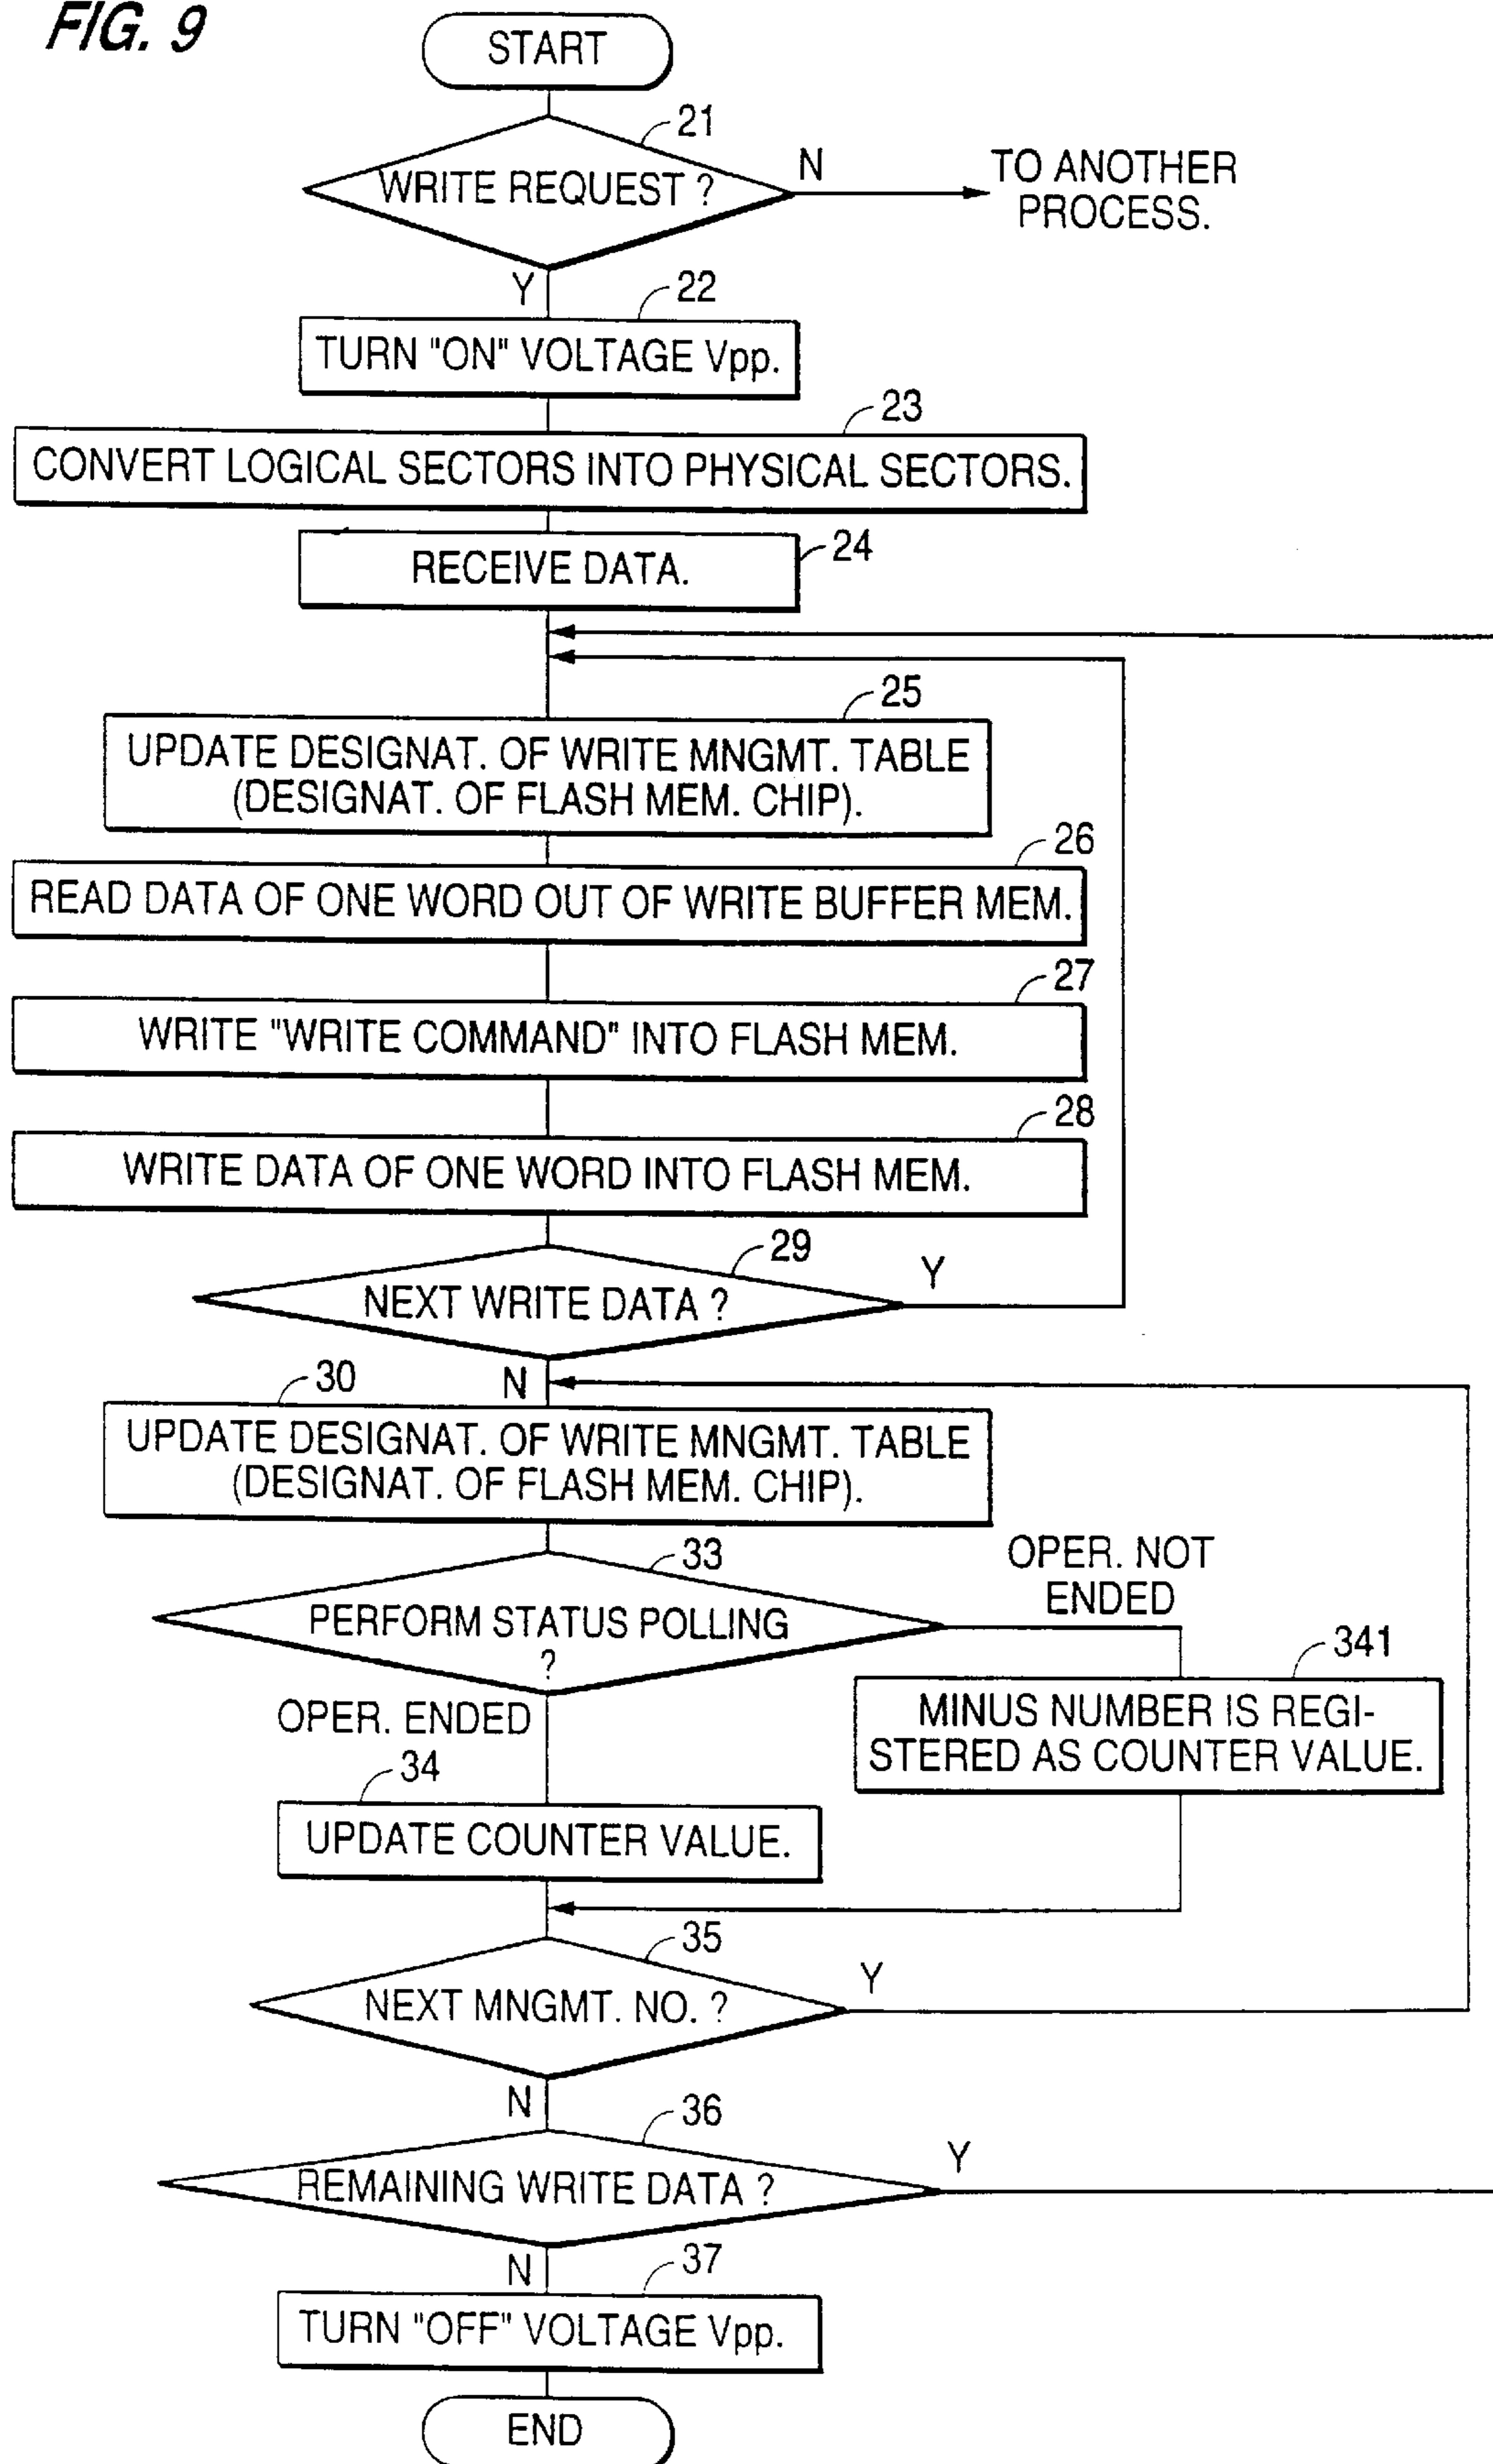 FIG. 9
START
21
WRITE REQUEST ?
N
TO ANOTHER
PROCESS.
Y
22
TURN "ON" VOLTAGE Vpp.
23
CONVERT LOGICAL SECTORS INTO PHYSICAL SECTORS.
24
RECEIVE DATA.
25
UPDATE DESIGNAT. OF WRITE MNGMT. TABLE
(DESIGNAT. OF FLASH MEM. CHIP).
26
READ DATA OF ONE WORD OUT OF WRITE BUFFER MEM.
27
WRITE "WRITE COMMAND" INTO FLASH MEM.
28
WRITE DATA OF ONE WORD INTO FLASH MEM.
29
NEXT WRITE DATA ?
Y
N
30
UPDATE DESIGNAT. OF WRITE MNGMT. TABLE
(DESIGNAT. OF FLASH MEM. CHIP).
33
PERFORM STATUS POLLING
?
OPER. NOT
ENDED
341
MINUS NUMBER IS REGI-
STERED AS COUNTER VALUE.
OPER. ENDED
34
UPDATE COUNTER VALUE.
35
NEXT MNGMT. NO. ?
Y
N
36
REMAINING WRITE DATA ?
Y
N
37
TURN "OFF" VOLTAGE Vpp.
END